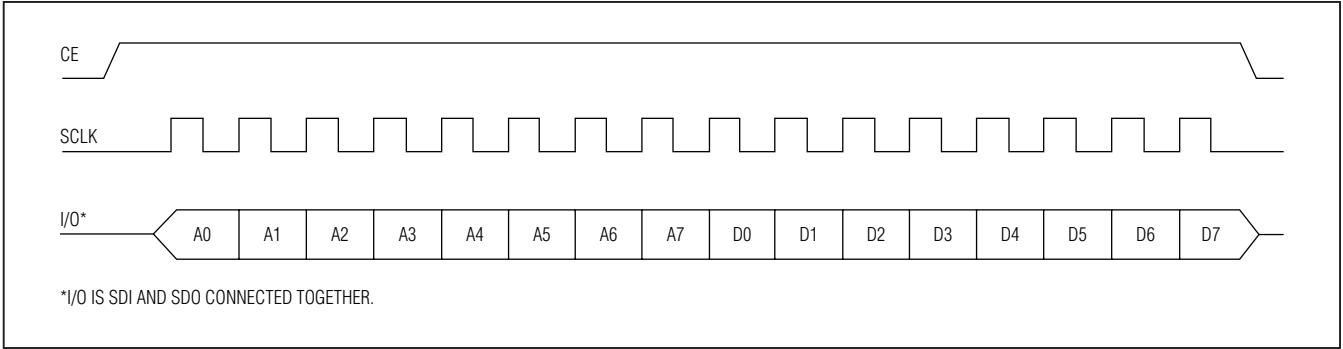 CE
SCLK
I/O*
A0 A1 A2 A3 A4 A5 A6 A7 D0 D1 D2 D3 D4 D5 D6 D7
*I/O IS SDI AND SDO CONNECTED TOGETHER.